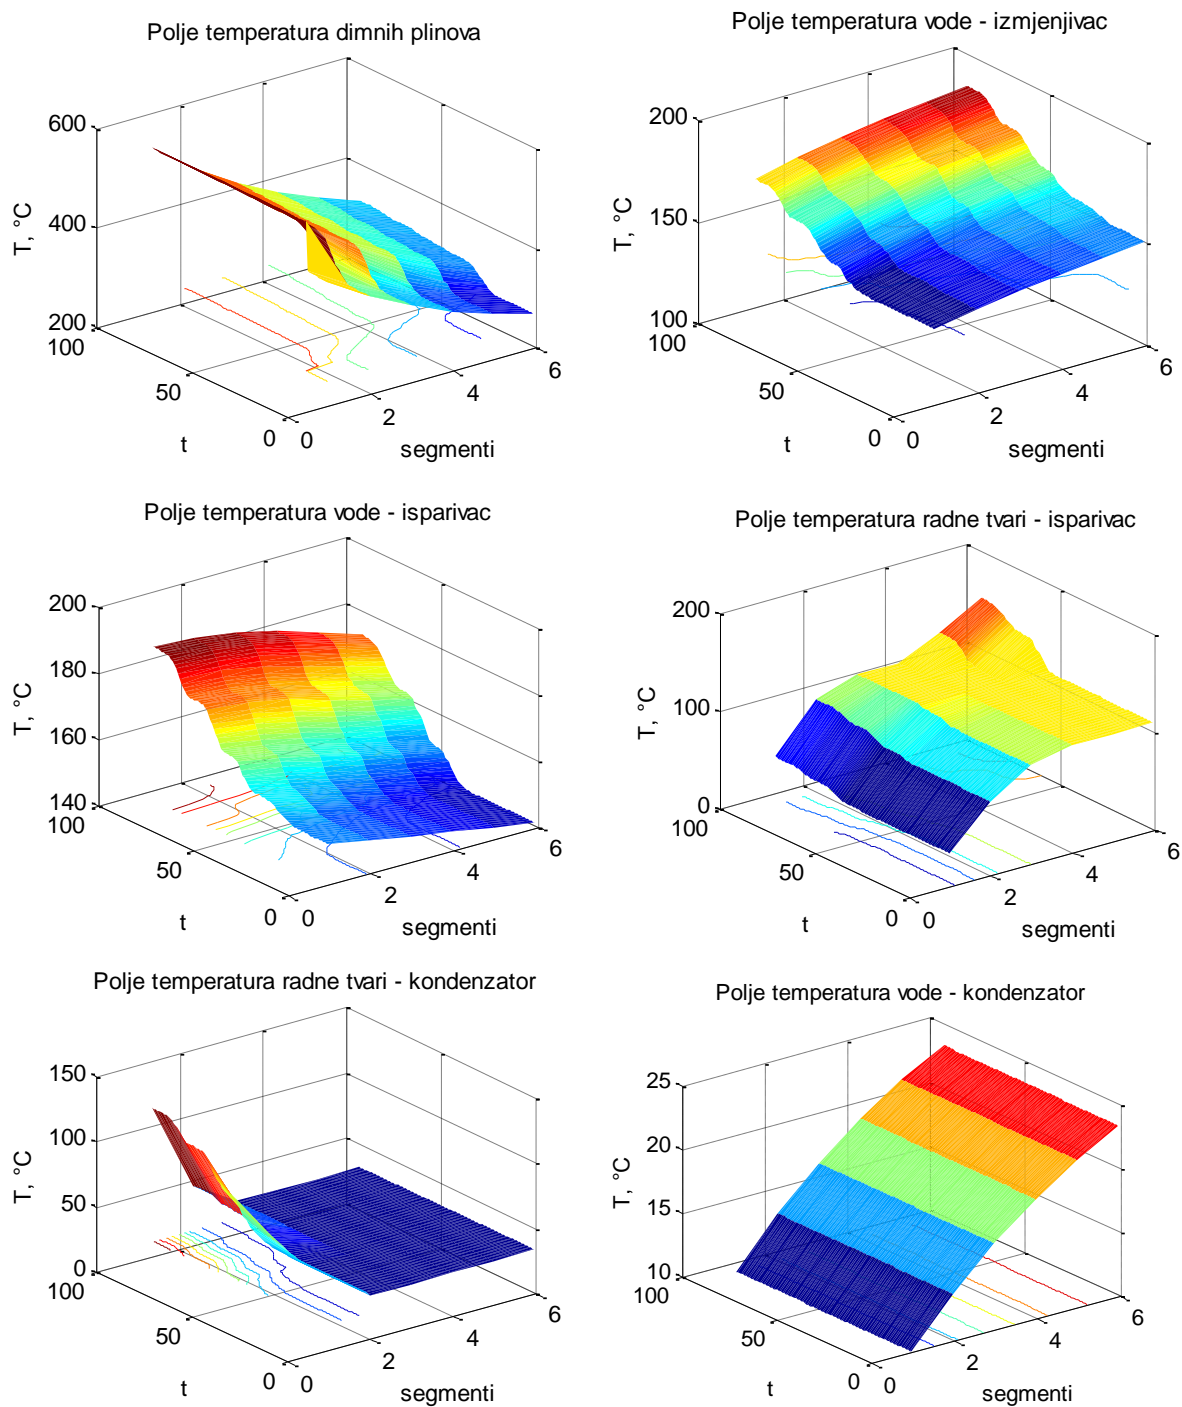 Polje temperatura dimnih plinova
600
400
200
T, °C
100
50
0
t
0
2
4
6
segmenti
Polje temperatura vode - izmjenjivac
200
150
100
T, °C
100
50
0
t
0
2
4
6
segmenti
Polje temperatura vode - isparivac
200
180
160
140
T, °C
100
50
0
t
0
2
4
6
segmenti
Polje temperatura radne tvari - isparivac
200
100
0
T, °C
100
50
0
t
0
2
4
6
segmenti
Polje temperatura radne tvari - kondenzator
150
100
50
0
T, °C
100
50
0
t
0
2
4
6
segmenti
Polje temperatura vode - kondenzator
25
20
15
10
T, °C
100
50
0
t
0
2
4
6
segmenti